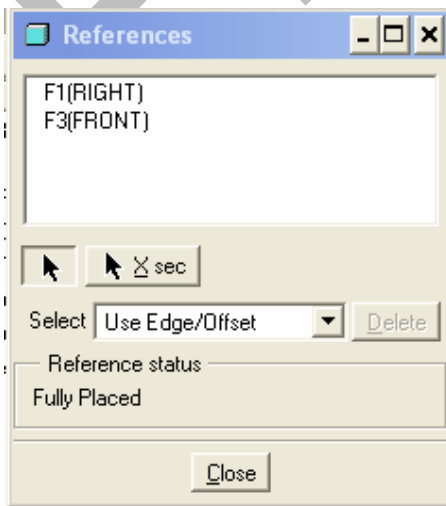 References
F1(RIGHT)
F3(FRONT)
X sec
Select Use Edge/Offset Delete
Reference status
Fully Placed
Close